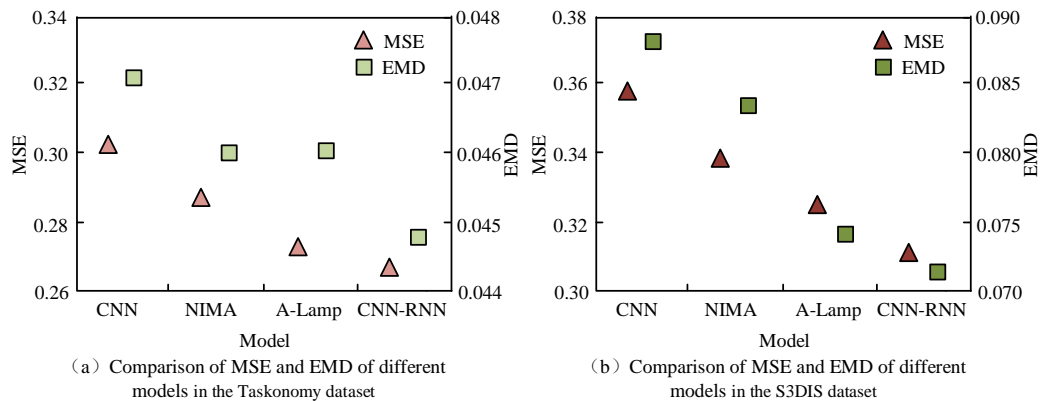 0.34
0.32
0.30
0.28
0.26
MSE
MSE
EMD
0.048
0.047
0.046
0.045
0.044
EMD
CNN NIMA A-Lamp CNN-RNN
Model
（a）Comparison of MSE and EMD of different
models in the Taskonomy dataset
0.38
0.36
0.34
0.32
0.30
MSE
MSE
EMD
0.090
0.085
0.080
0.075
0.070
EMD
CNN NIMA A-Lamp CNN-RNN
Model
（b）Comparison of MSE and EMD of different
models in the S3DIS dataset